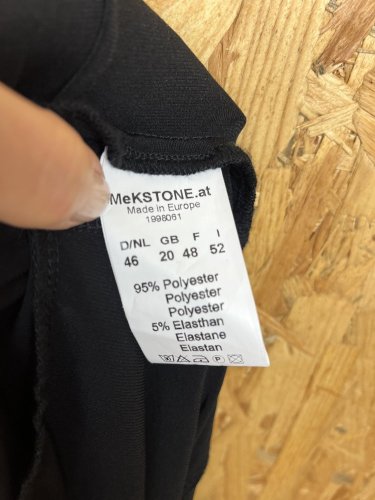 MeKSTONE.at
Made in Europe
1998061
D/NL GB F I
46 20 48 52
95% Polyester
Polyester
Polyester
5% Elasthan
Elastane
Elastan